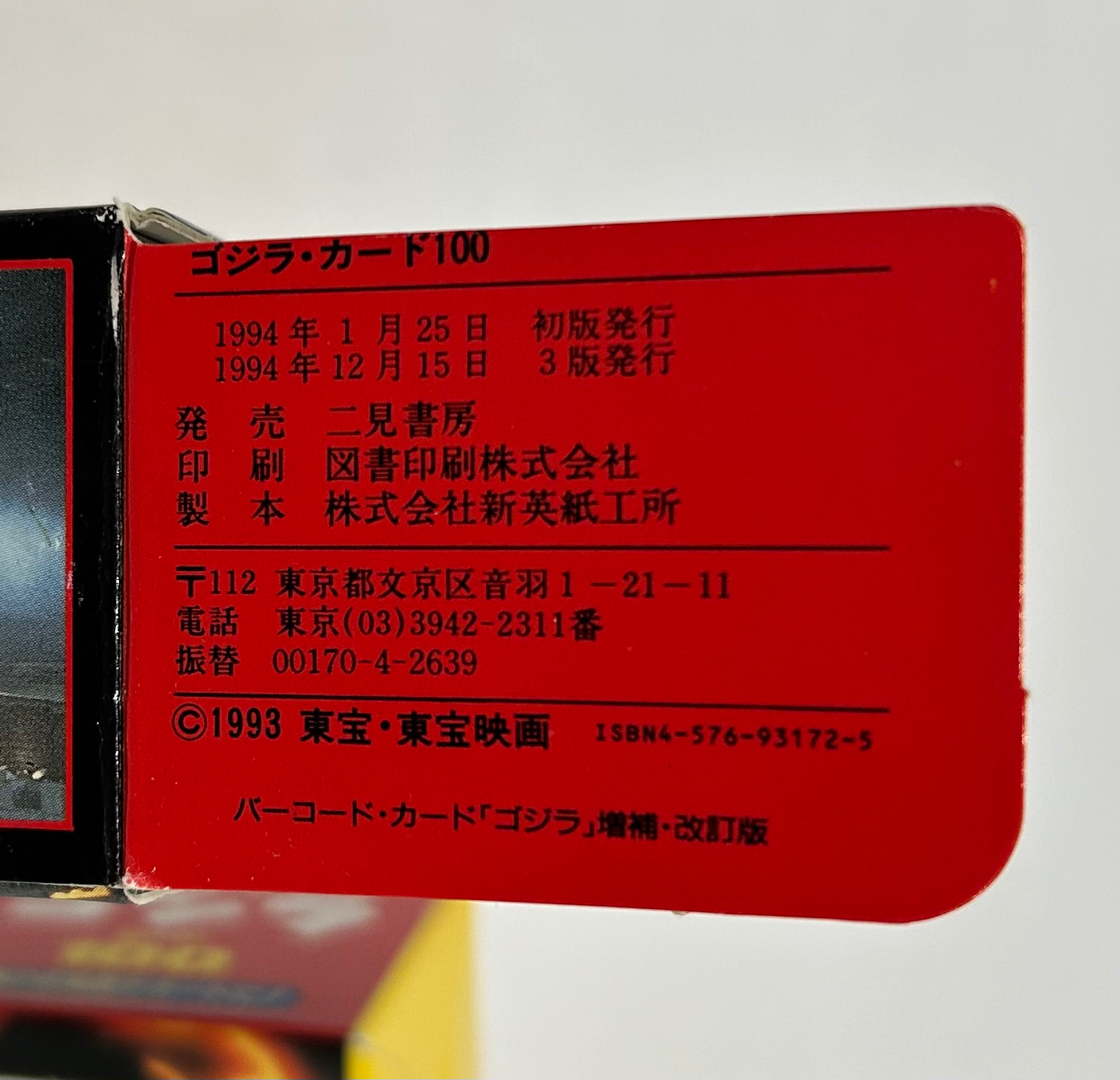 ゴジラ・カード100
1994年1月25日　初版発行
1994年12月15日　3版発行
発　売　二見書房
印　刷　図書印刷株式会社
製　本　株式会社新英紙工所
〒112 東京都文京区音羽1－21－11
電話　東京(03)3942-2311番
振替　00170-4-2639
©1993 東宝・東宝映画　ISBN4-576-93172-5
バーコード・カード「ゴジラ」増補・改訂版